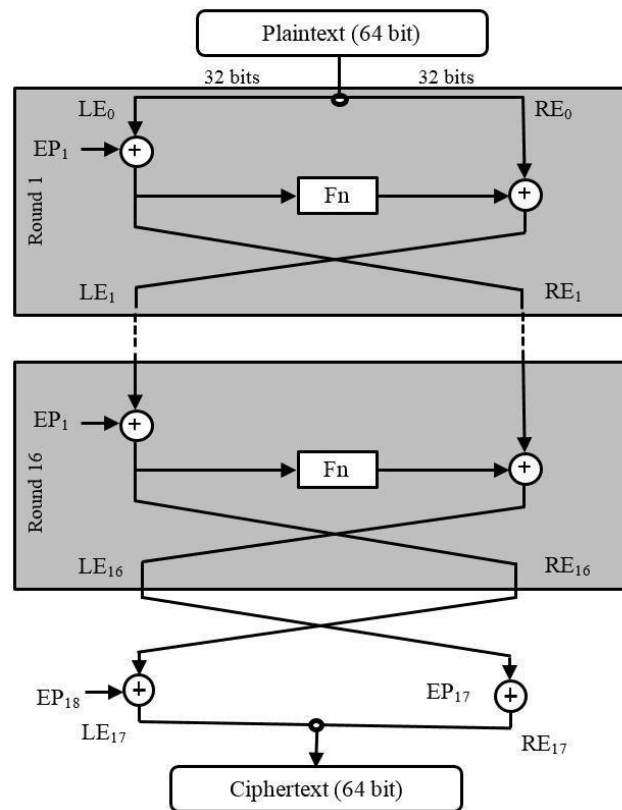 Plaintext (64 bit)
32 bits 32 bits
LE₀ RE₀
EP₁ +
Round 1
Fn +
LE₁ RE₁
EP₁ +
Round 16
Fn +
LE₁₆ RE₁₆
EP₁₈ + EP₁₇ +
LE₁₇ RE₁₇
Ciphertext (64 bit)